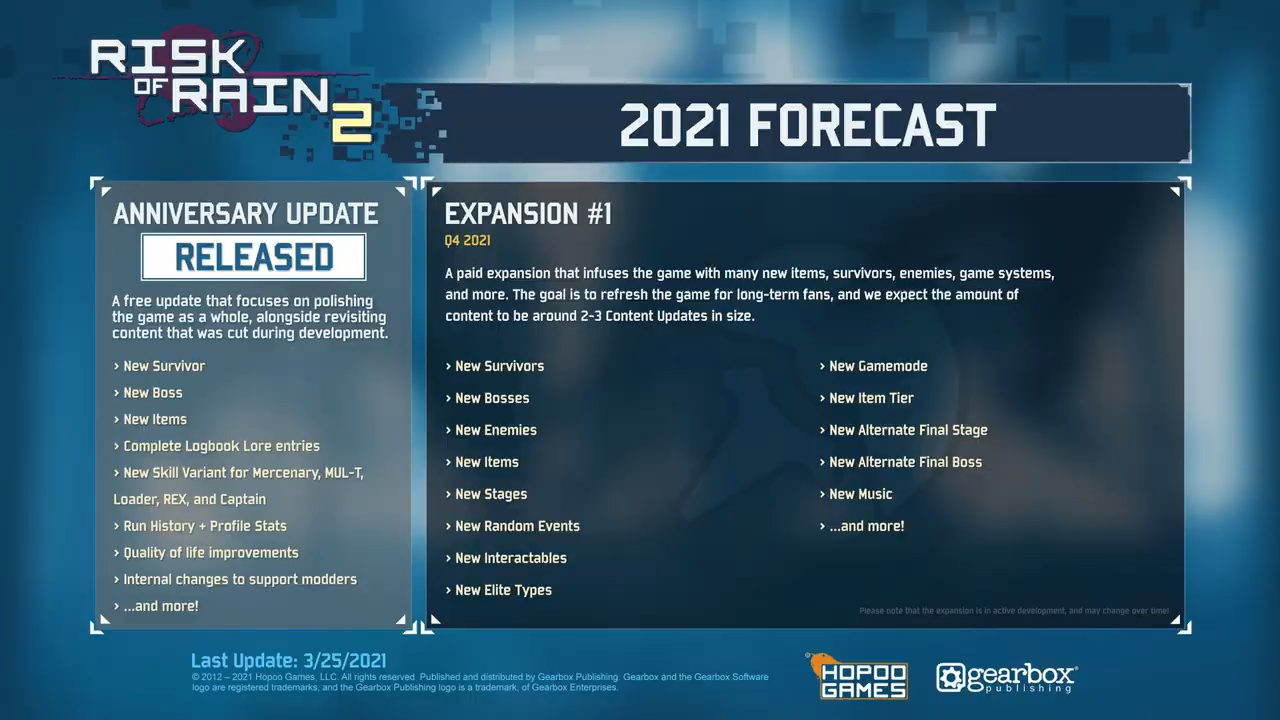 RISK
OF RAIN 2
2021 FORECAST
ANNIVERSARY UPDATE
RELEASED
A free update that focuses on polishing
the game as a whole, alongside revisiting
content that was cut during development.
› New Survivor
› New Boss
› New Items
› Complete Logbook Lore entries
› New Skill Variant for Mercenary, MUL-T,
Loader, REX, and Captain
› Run History + Profile Stats
› Quality of life improvements
› Internal changes to support modders
› ...and more!
EXPANSION #1
Q4 2021
A paid expansion that infuses the game with many new items, survivors, enemies, game systems,
and more. The goal is to refresh the game for long-term fans, and we expect the amount of
content to be around 2-3 Content Updates in size.
› New Survivors
› New Bosses
› New Enemies
› New Items
› New Stages
› New Random Events
› New Interactables
› New Elite Types
› New Gamemode
› New Item Tier
› New Alternate Final Stage
› New Alternate Final Boss
› New Music
› ...and more!
Please note that the expansion is in active development, and may change over time!
Last Update: 3/25/2021
© 2012 – 2021 Hopoo Games, LLC. All rights reserved. Published and distributed by Gearbox Publishing. Gearbox and the Gearbox Software
logo are registered trademarks, and the Gearbox Publishing logo is a trademark, of Gearbox Enterprises.
HOPOO
GAMES
gearbox
publishing